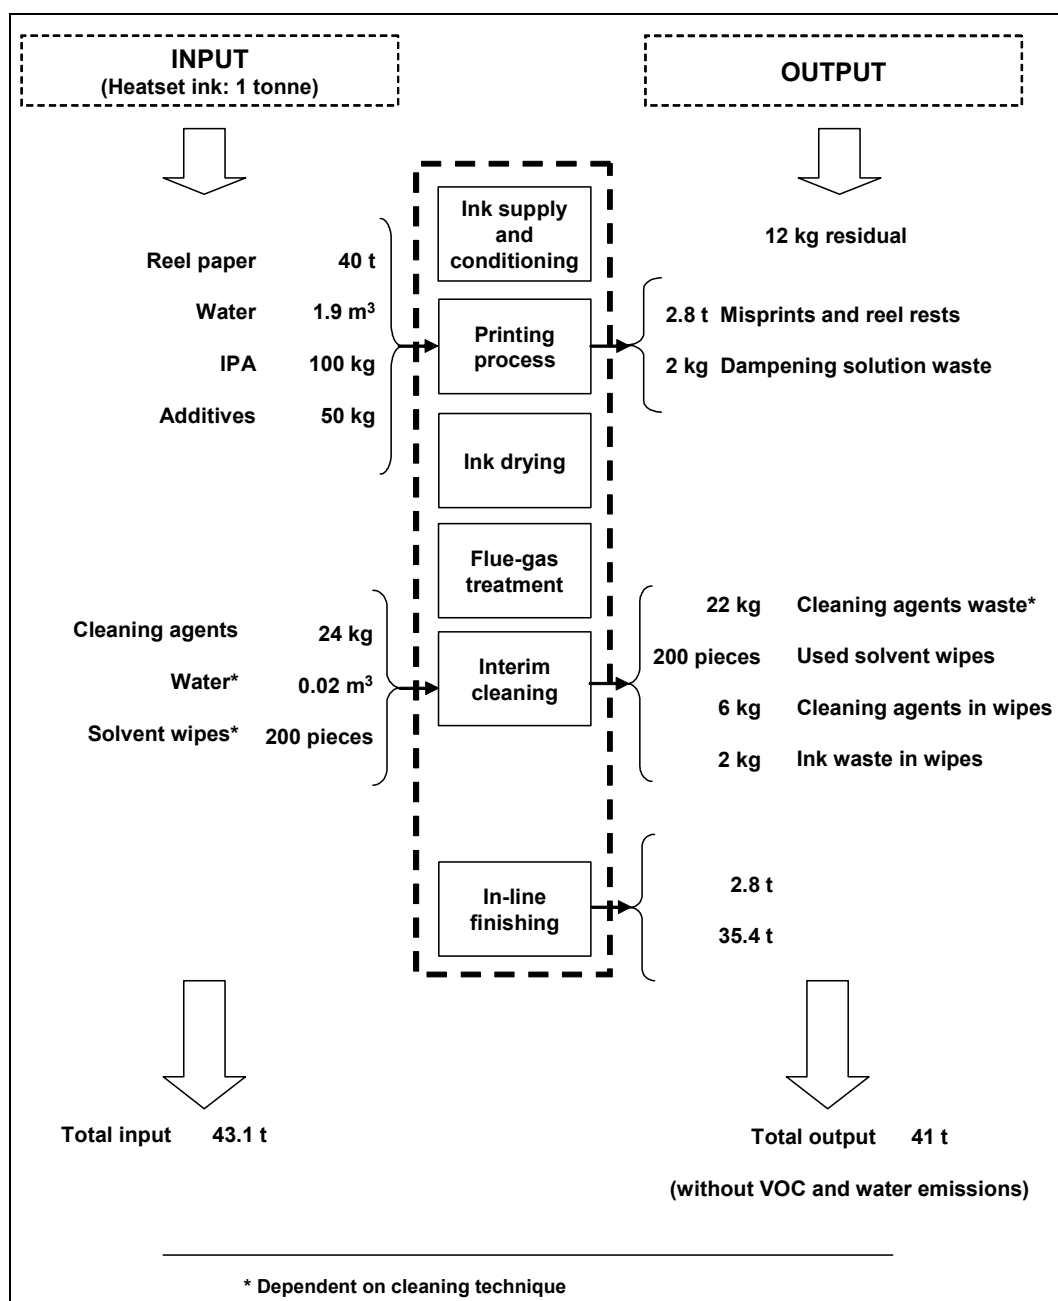 INPUT
(Heatset ink: 1 tonne)
OUTPUT
Ink supply
and
conditioning
12 kg residual
Reel paper 40 t
Water 1.9 m³
IPA 100 kg
Additives 50 kg
Printing
process
2.8 t Misprints and reel rests
2 kg Dampening solution waste
Ink drying
Flue-gas
treatment
Cleaning agents 24 kg
Water* 0.02 m³
Solvent wipes* 200 pieces
Interim
cleaning
22 kg Cleaning agents waste*
200 pieces Used solvent wipes
6 kg Cleaning agents in wipes
2 kg Ink waste in wipes
In-line
finishing
2.8 t
35.4 t
Total input 43.1 t
Total output 41 t
(without VOC and water emissions)
* Dependent on cleaning technique